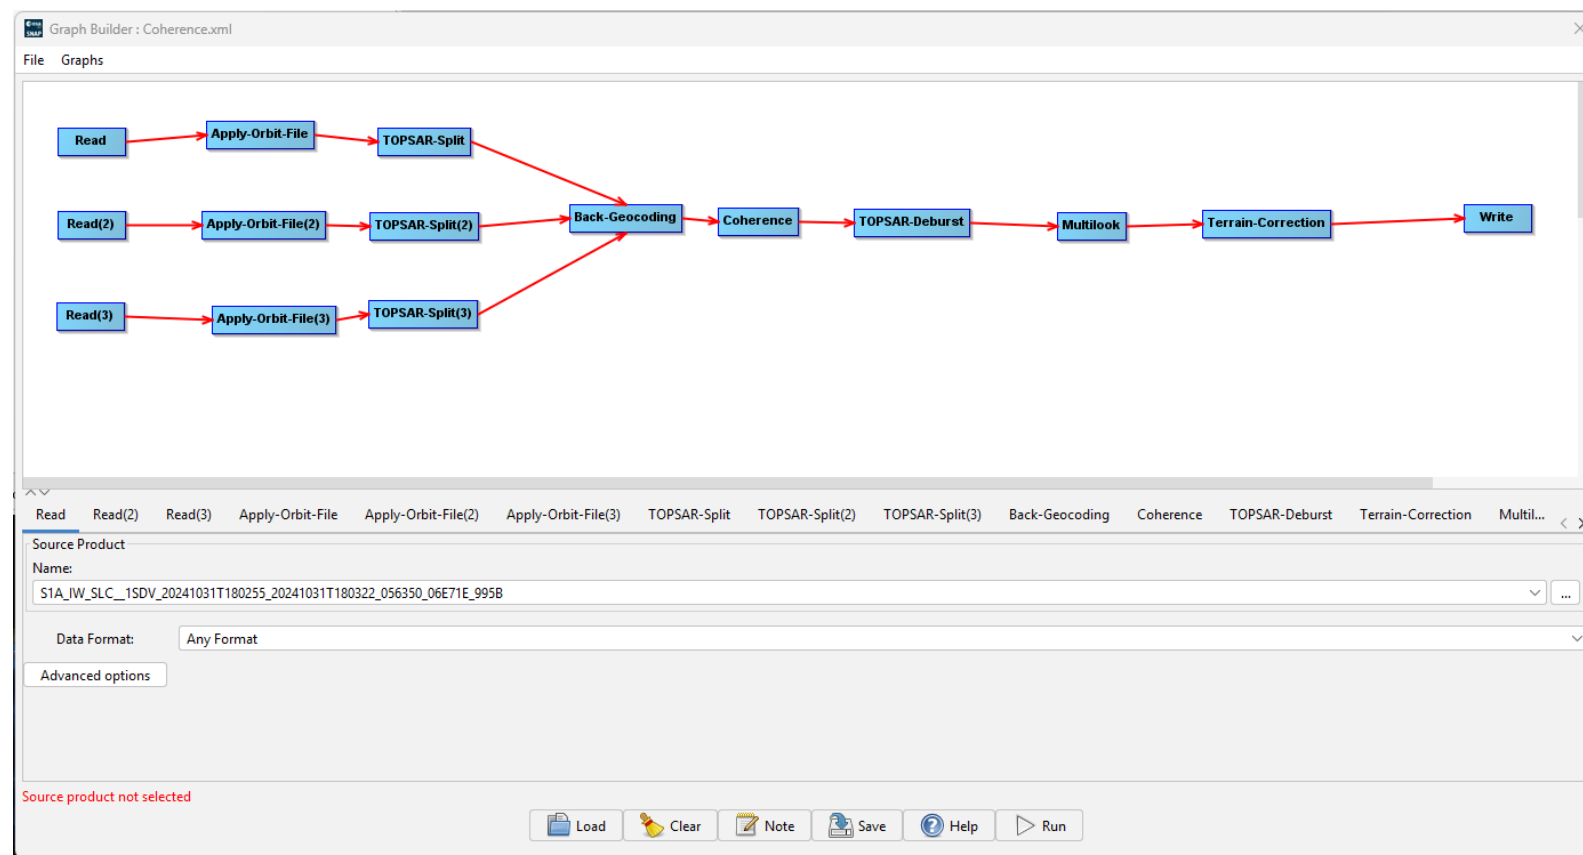 Graph Builder : Coherence.xml
File Graphs
Read Apply-Orbit-File TOPSAR-Split
Read(2) Apply-Orbit-File(2) TOPSAR-Split(2) Back-Geocoding Coherence TOPSAR-Deburst Multilook Terrain-Correction Write
Read(3) Apply-Orbit-File(3) TOPSAR-Split(3)
Read Read(2) Read(3) Apply-Orbit-File Apply-Orbit-File(2) Apply-Orbit-File(3) TOPSAR-Split TOPSAR-Split(2) TOPSAR-Split(3) Back-Geocoding Coherence TOPSAR-Deburst Terrain-Correction Multil...
Source Product
Name:
S1A_IW_SLC__1SDV_20241031T180255_20241031T180322_056350_06E71E_995B
...
Data Format: Any Format
Advanced options
Source product not selected
Load Clear Note Save Help Run